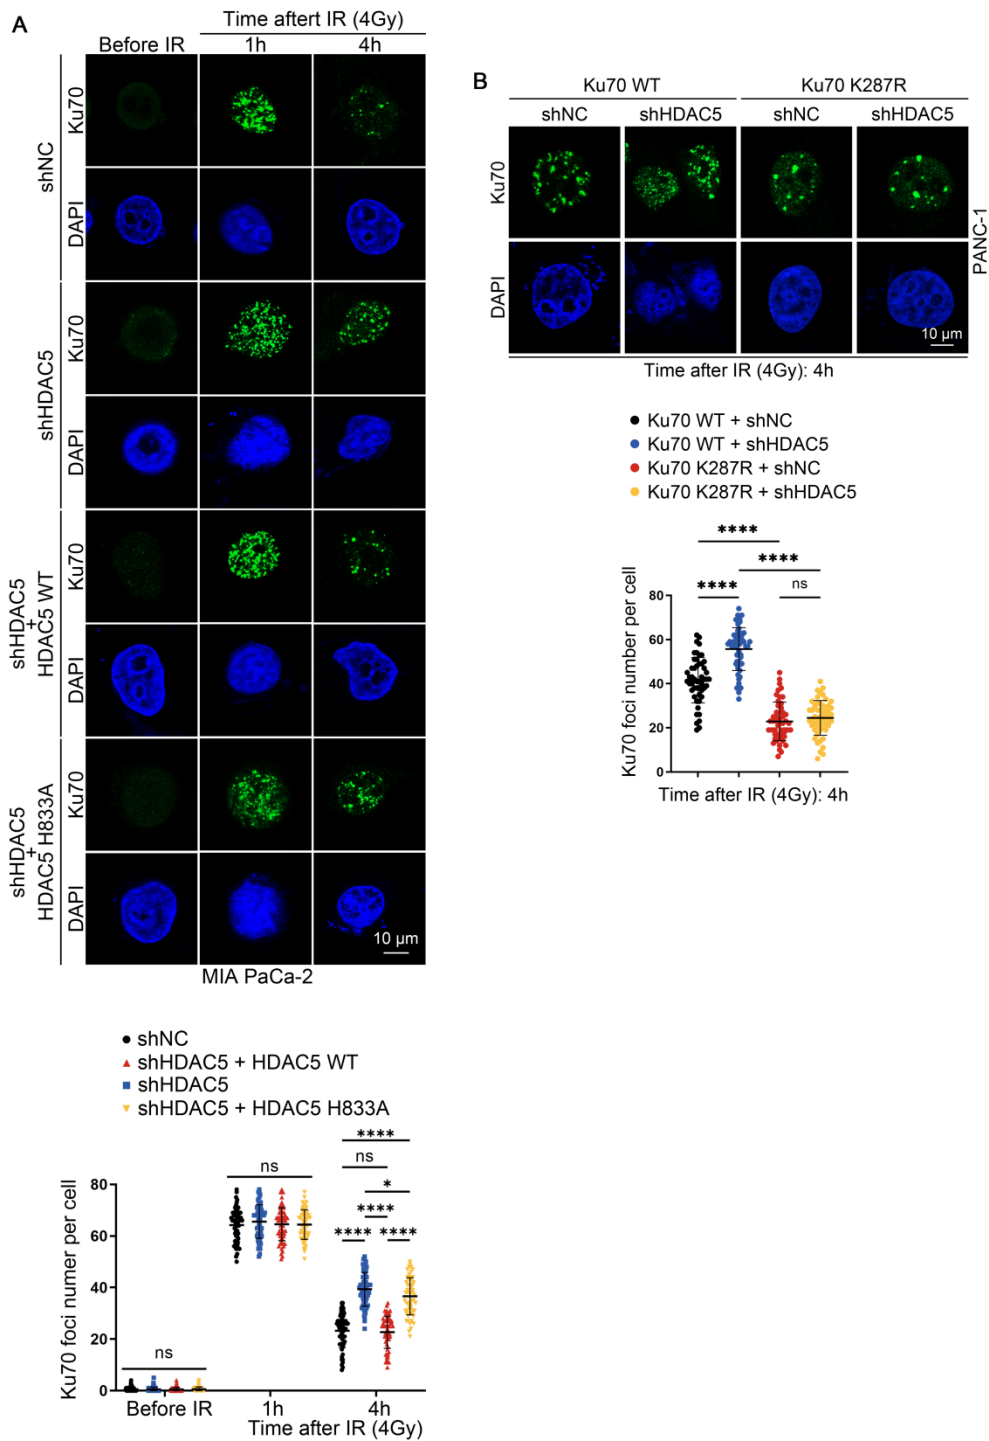 A
Time aftert IR (4Gy)
Before IR
1h
4h
shNC
Ku70
DAPI
shHDAC5
Ku70
DAPI
shHDAC5
+
HDAC5 WT
Ku70
DAPI
shHDAC5
+
HDAC5 H833A
Ku70
DAPI
10 µm
MIA PaCa-2
shNC
shHDAC5 + HDAC5 WT
shHDAC5
shHDAC5 + HDAC5 H833A
Ku70 foci numer per cell
80
60
40
20
0
ns
ns
****
ns
*
****
**** ****
Before IR
1h
4h
Time after IR (4Gy)
B
Ku70 WT
Ku70 K287R
shNC
shHDAC5
shNC
shHDAC5
Ku70
DAPI
PANC-1
10 µm
Time after IR (4Gy): 4h
Ku70 WT + shNC
Ku70 WT + shHDAC5
Ku70 K287R + shNC
Ku70 K287R + shHDAC5
Ku70 foci number per cell
80
60
40
20
0
****
****
****
ns
Time after IR (4Gy): 4h